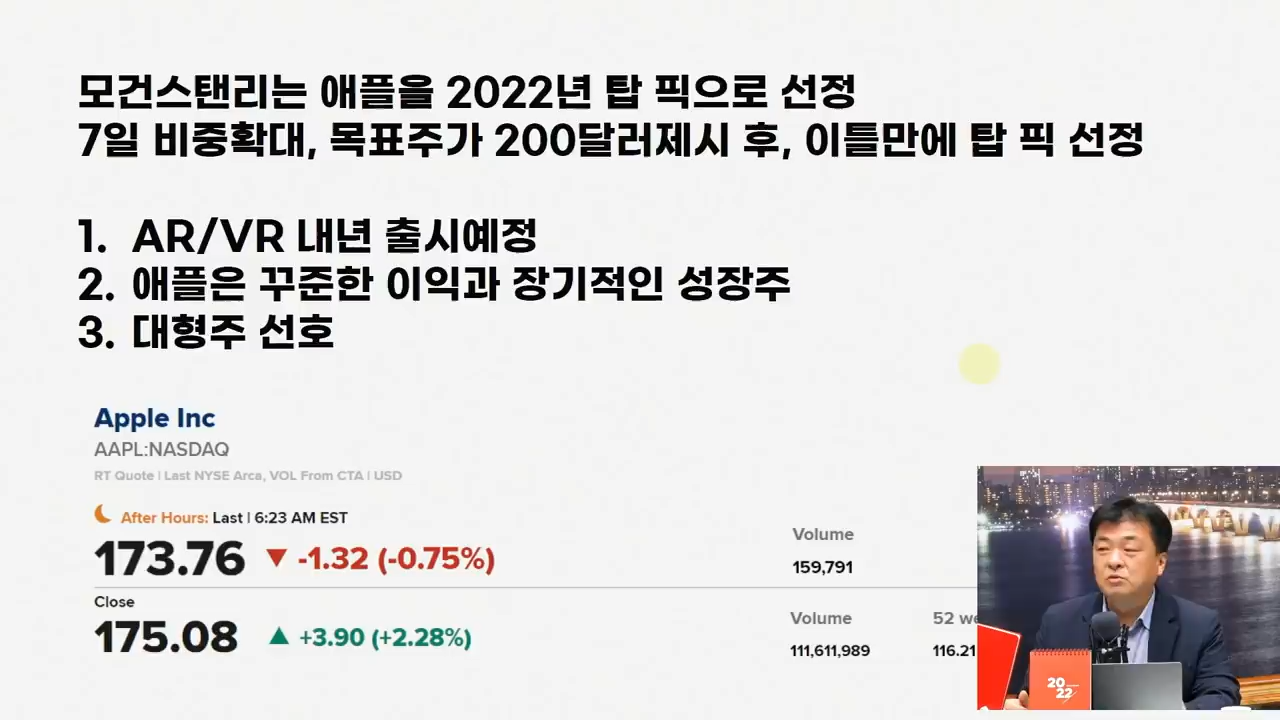 모건스탠리는 애플을 2022년 탑 픽으로 선정
7일 비중확대, 목표주가 200달러제시 후, 이틀만에 탑 픽 선정
1. AR/VR 내년 출시예정
2. 애플은 꾸준한 이익과 장기적인 성장주
3. 대형주 선호
Apple Inc
AAPL:NASDAQ
RT Quote | Last NYSE Arca, VOL From CTA | USD
After Hours: Last | 6:23 AM EST
173.76 ▼ -1.32 (-0.75%)
Volume
159,791
Close
175.08 ▲ +3.90 (+2.28%)
Volume
111,611,989
52 we
116.21
20
22